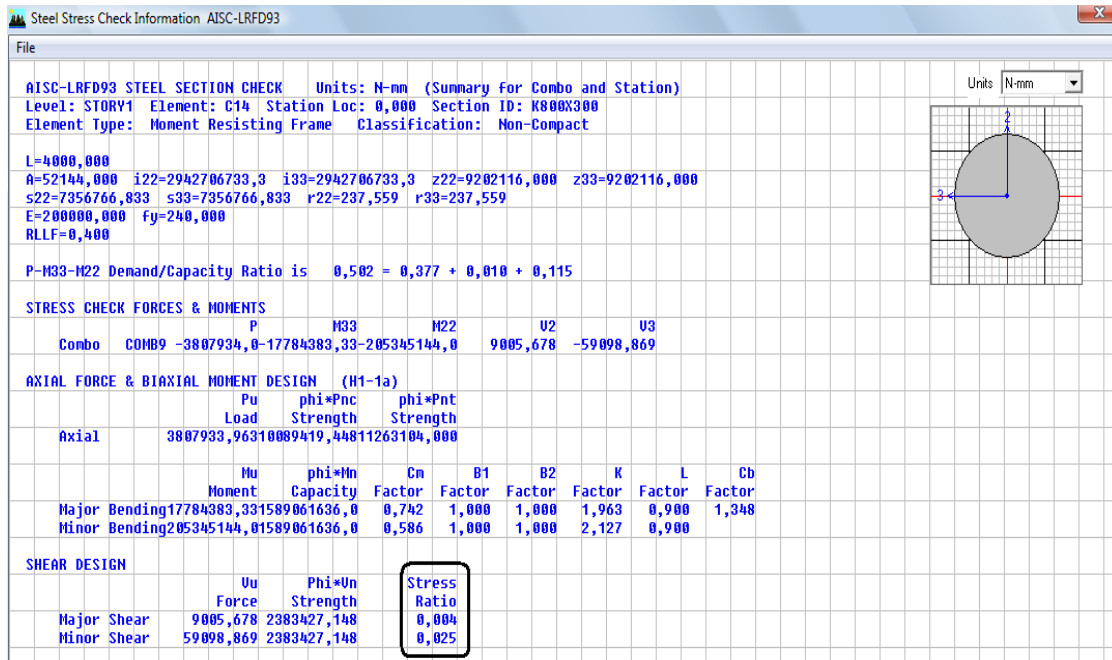 Steel Stress Check Information AISC-LRFD93
X
File
AISC-LRFD93 STEEL SECTION CHECK Units: N-mm (Summary for Combo and Station)
Units N-mm
Level: STORY1 Element: C14 Station Loc: 0,000 Section ID: K800X300
Element Type: Moment Resisting Frame Classification: Non-Compact
2
3
L=4000,000
A=52144,000 i22=2942706733,3 i33=2942706733,3 z22=9202116,000 z33=9202116,000
s22=7356766,833 s33=7356766,833 r22=237,559 r33=237,559
E=200000,000 fy=240,000
RLLF=0,400
P-M33-M22 Demand/Capacity Ratio is 0,502 = 0,377 + 0,010 + 0,115
STRESS CHECK FORCES & MOMENTS
P M33 M22 V2 V3
Combo COMB9 -3807934,0-17784383,33-205345144,0 9005,678 -59098,869
AXIAL FORCE & BIAXIAL MOMENT DESIGN (H1-1a)
Pu phi*Pnc phi*Pnt
Load Strength Strength
Axial 3807933,96310089419,44811263104,000
Mu phi*Mn Cm B1 B2 K L Cb
Moment Capacity Factor Factor Factor Factor Factor Factor
Major Bending17784383,331589061636,0 0,742 1,000 1,000 1,963 0,900 1,348
Minor Bending205345144,01589061636,0 0,586 1,000 1,000 2,127 0,900
SHEAR DESIGN
Vu Phi*Vn Stress
Force Strength Ratio
Major Shear 9005,678 2383427,148 0,004
Minor Shear 59098,869 2383427,148 0,025